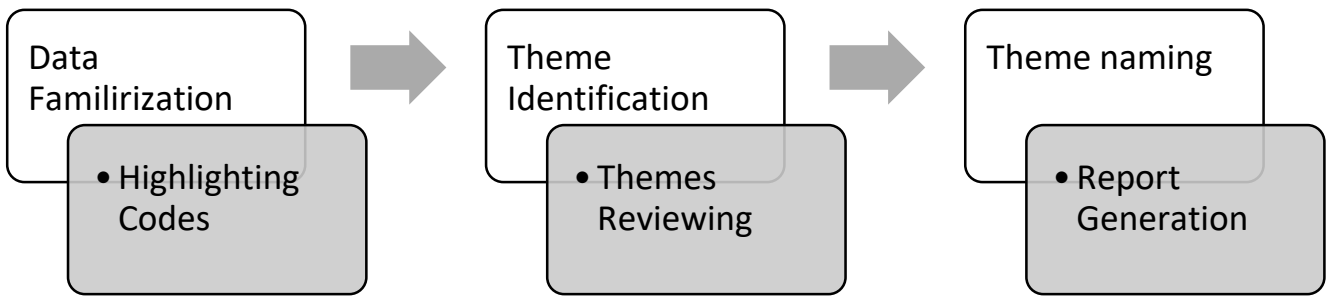 Data
Familirization
• Highlighting
Codes
Theme
Identification
• Themes
Reviewing
Theme naming
• Report
Generation